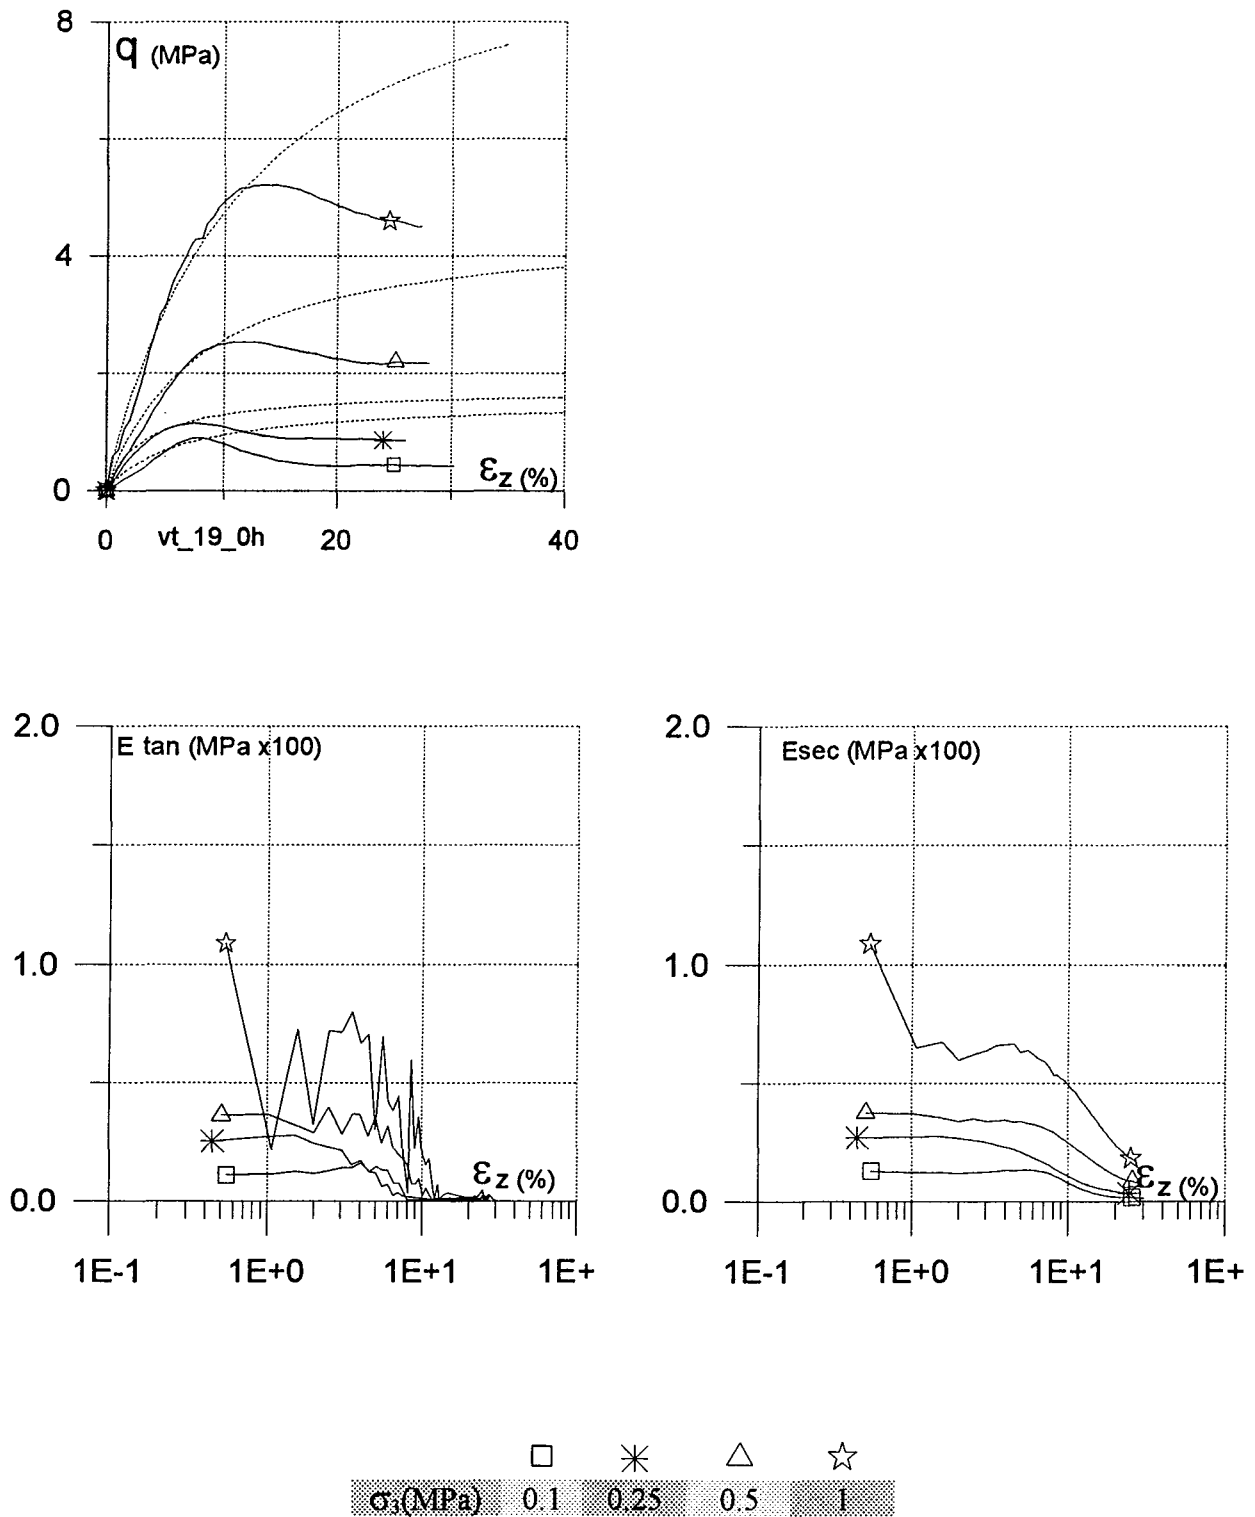 8
q (MPa)
4
0
εz (%)
0
vt_19_0h
20
40
2.0
E tan (MPa x100)
1.0
0.0
εz (%)
1E-1
1E+0
1E+1
1E+
2.0
Esec (MPa x100)
1.0
0.0
εz (%)
1E-1
1E+0
1E+1
1E+
σ3(MPa) 0.1 0.25 0.5 1